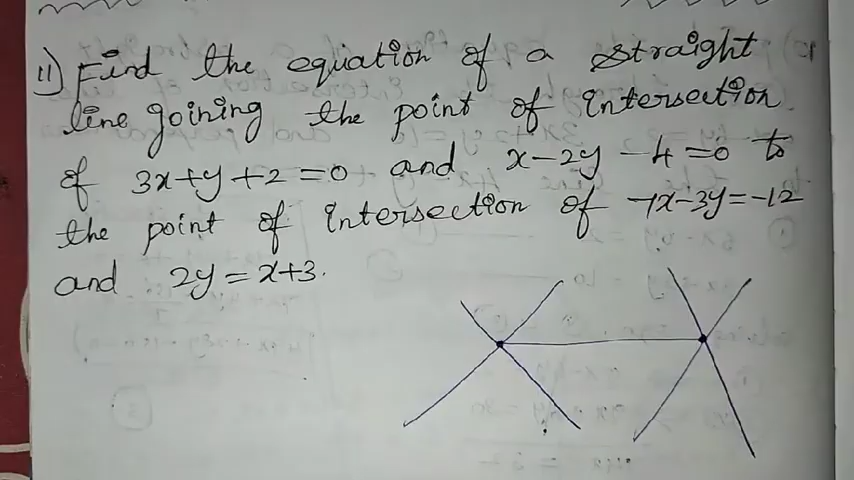 11) Find the equation of a straight
line goining the point of intersection
of 3x+y+2=0 and x-2y-4=0 to
the point of intersection of 7x-3y=-12
and 2y=x+3.